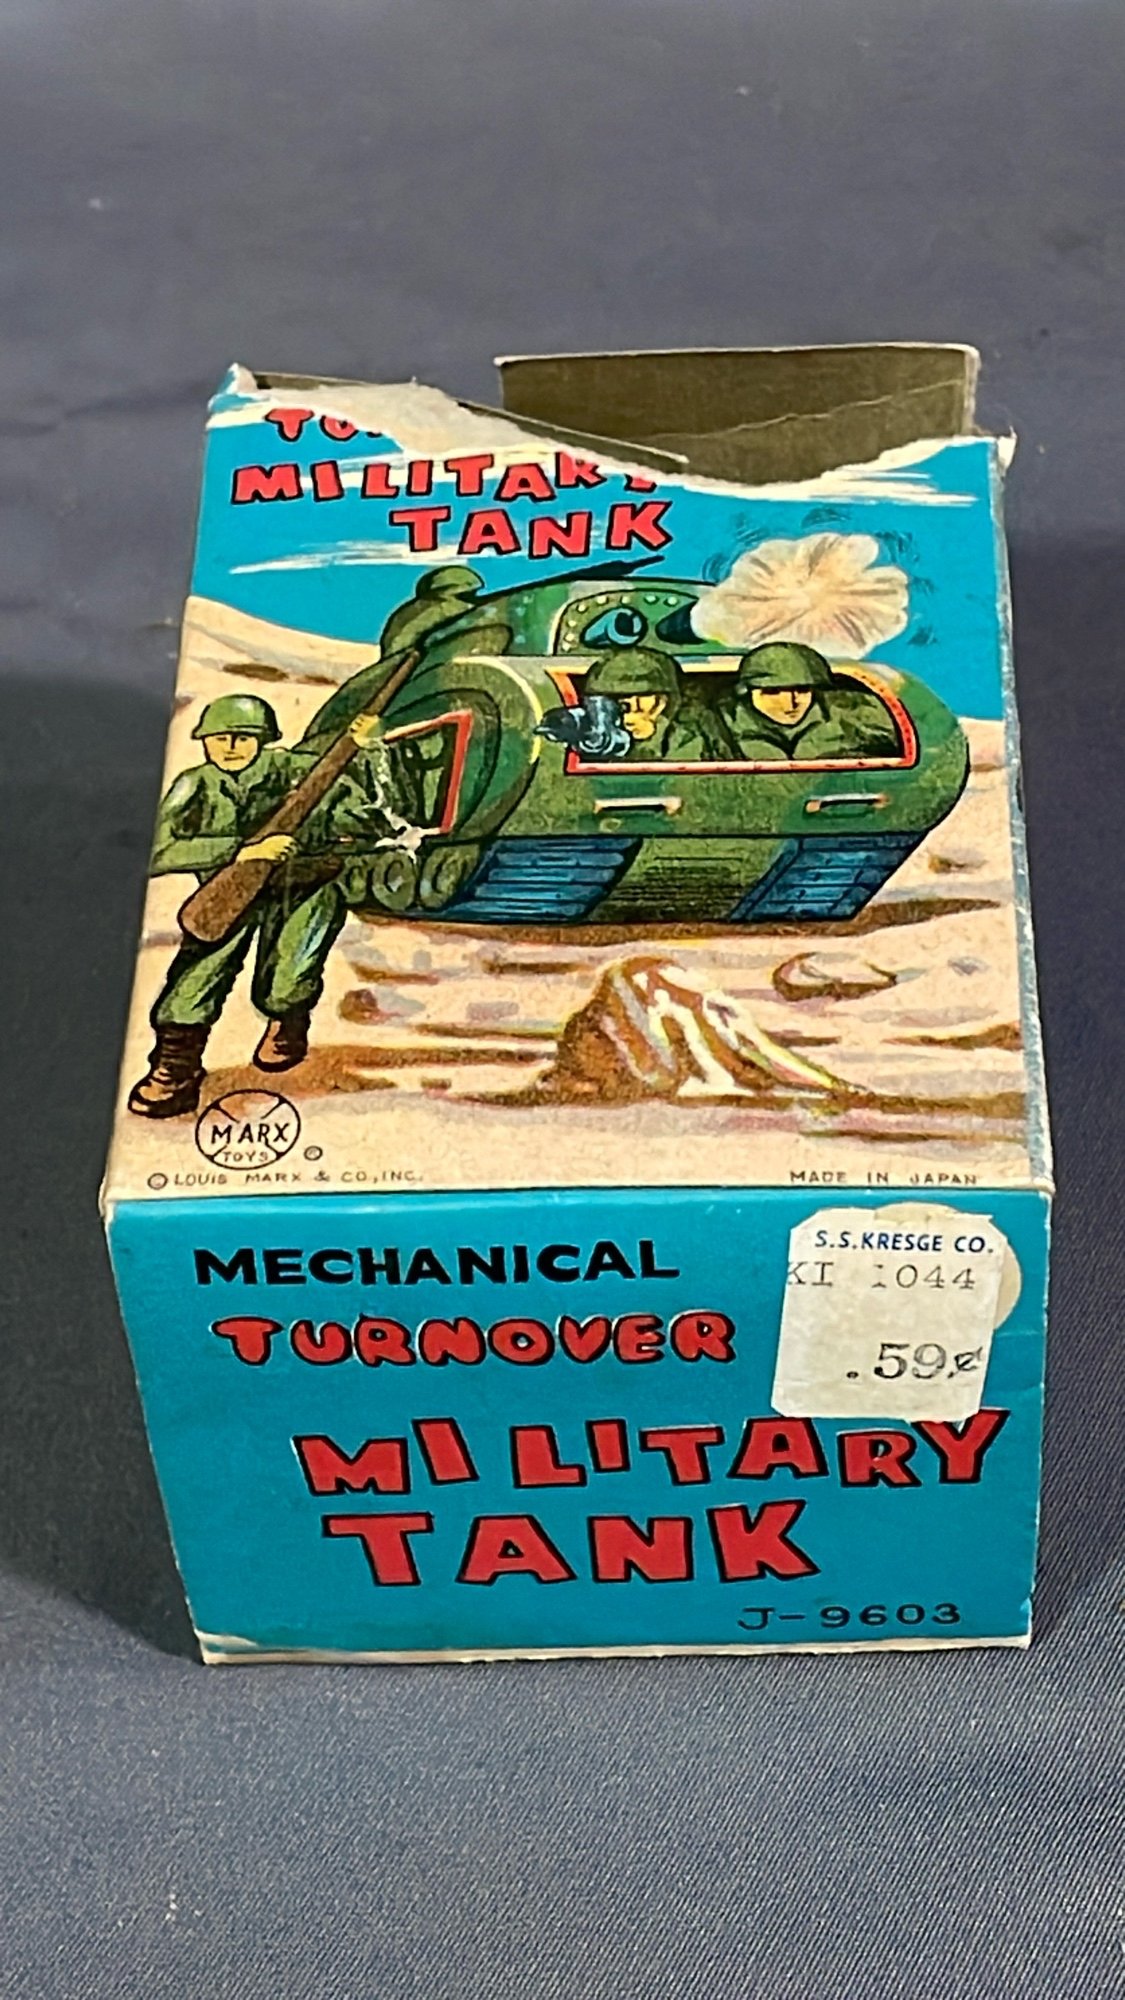 MILITARY
TANK
MARX
TOYS
®
© LOUIS MARX & CO., INC.
MADE IN JAPAN
S.S.KRESGE CO.
KI 1044
.59¢
MECHANICAL
TURNOVER
MILITARY
TANK
J-9603